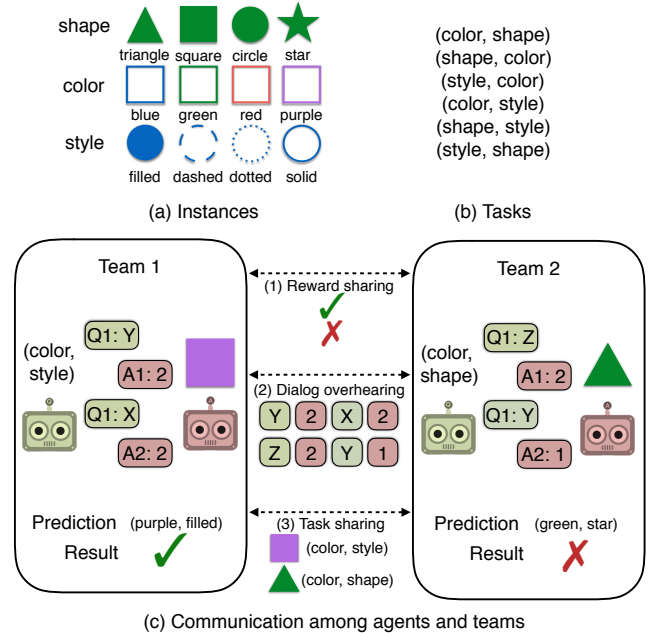 shape
triangle square circle star
color
blue green red purple
style
filled dashed dotted solid
(a) Instances
(color, shape)
(shape, color)
(style, color)
(color, style)
(shape, style)
(style, shape)
(b) Tasks
Team 1
(color, style)
Q1: Y
A1: 2
Q1: X
A2: 2
Q
A
Prediction (purple, filled)
Result
(1) Reward sharing
(2) Dialog overhearing
Y 2 X 2
Z 2 Y 1
(3) Task sharing
(color, style)
(color, shape)
Team 2
(color, shape)
Q1: Z
A1: 2
Q1: Y
A2: 1
Q
A
Prediction (green, star)
Result
(c) Communication among agents and teams